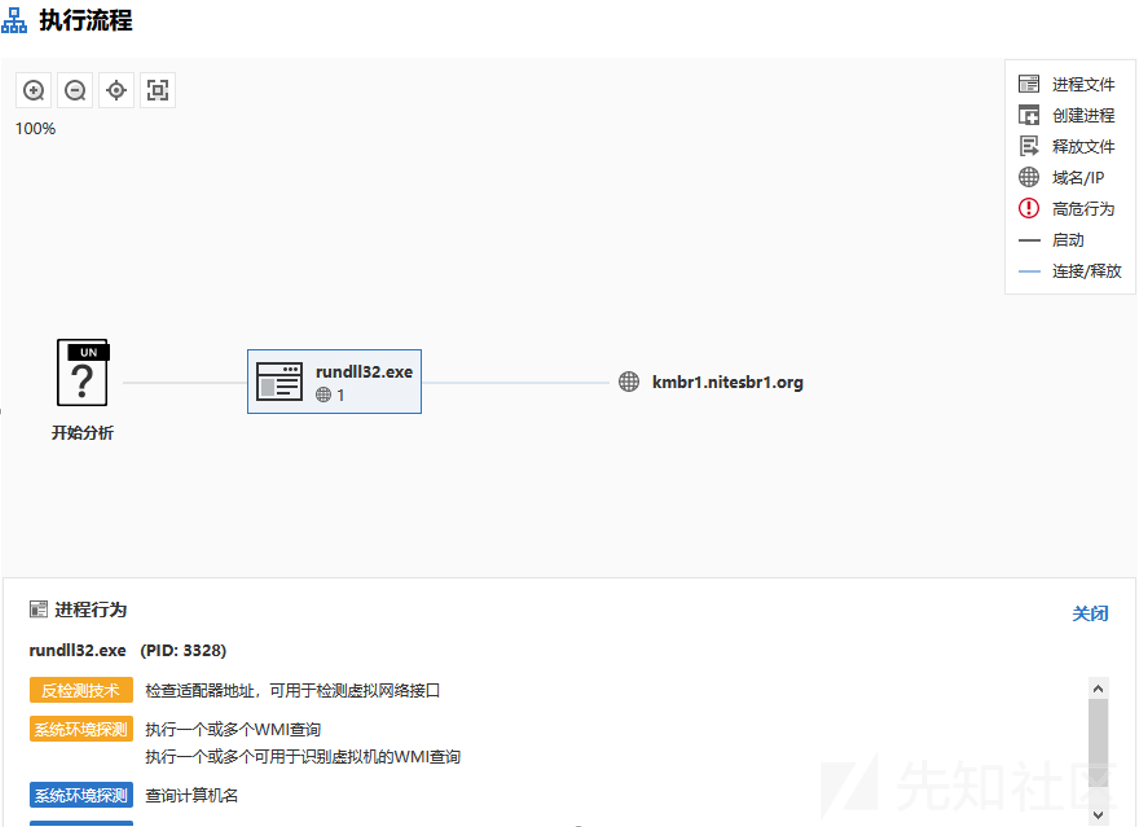 执行流程
100%
进程文件
创建进程
释放文件
域名/IP
高危行为
启动
连接/释放
UN
?
开始分析
rundll32.exe
1
kmbr1.nitesbr1.org
进程行为
关闭
rundll32.exe (PID: 3328)
反检测技术 检查适配器地址，可用于检测虚拟网络接口
系统环境探测 执行一个或多个WMI查询
执行一个或多个可用于识别虚拟机的WMI查询
系统环境探测 查询计算机名
先知社区